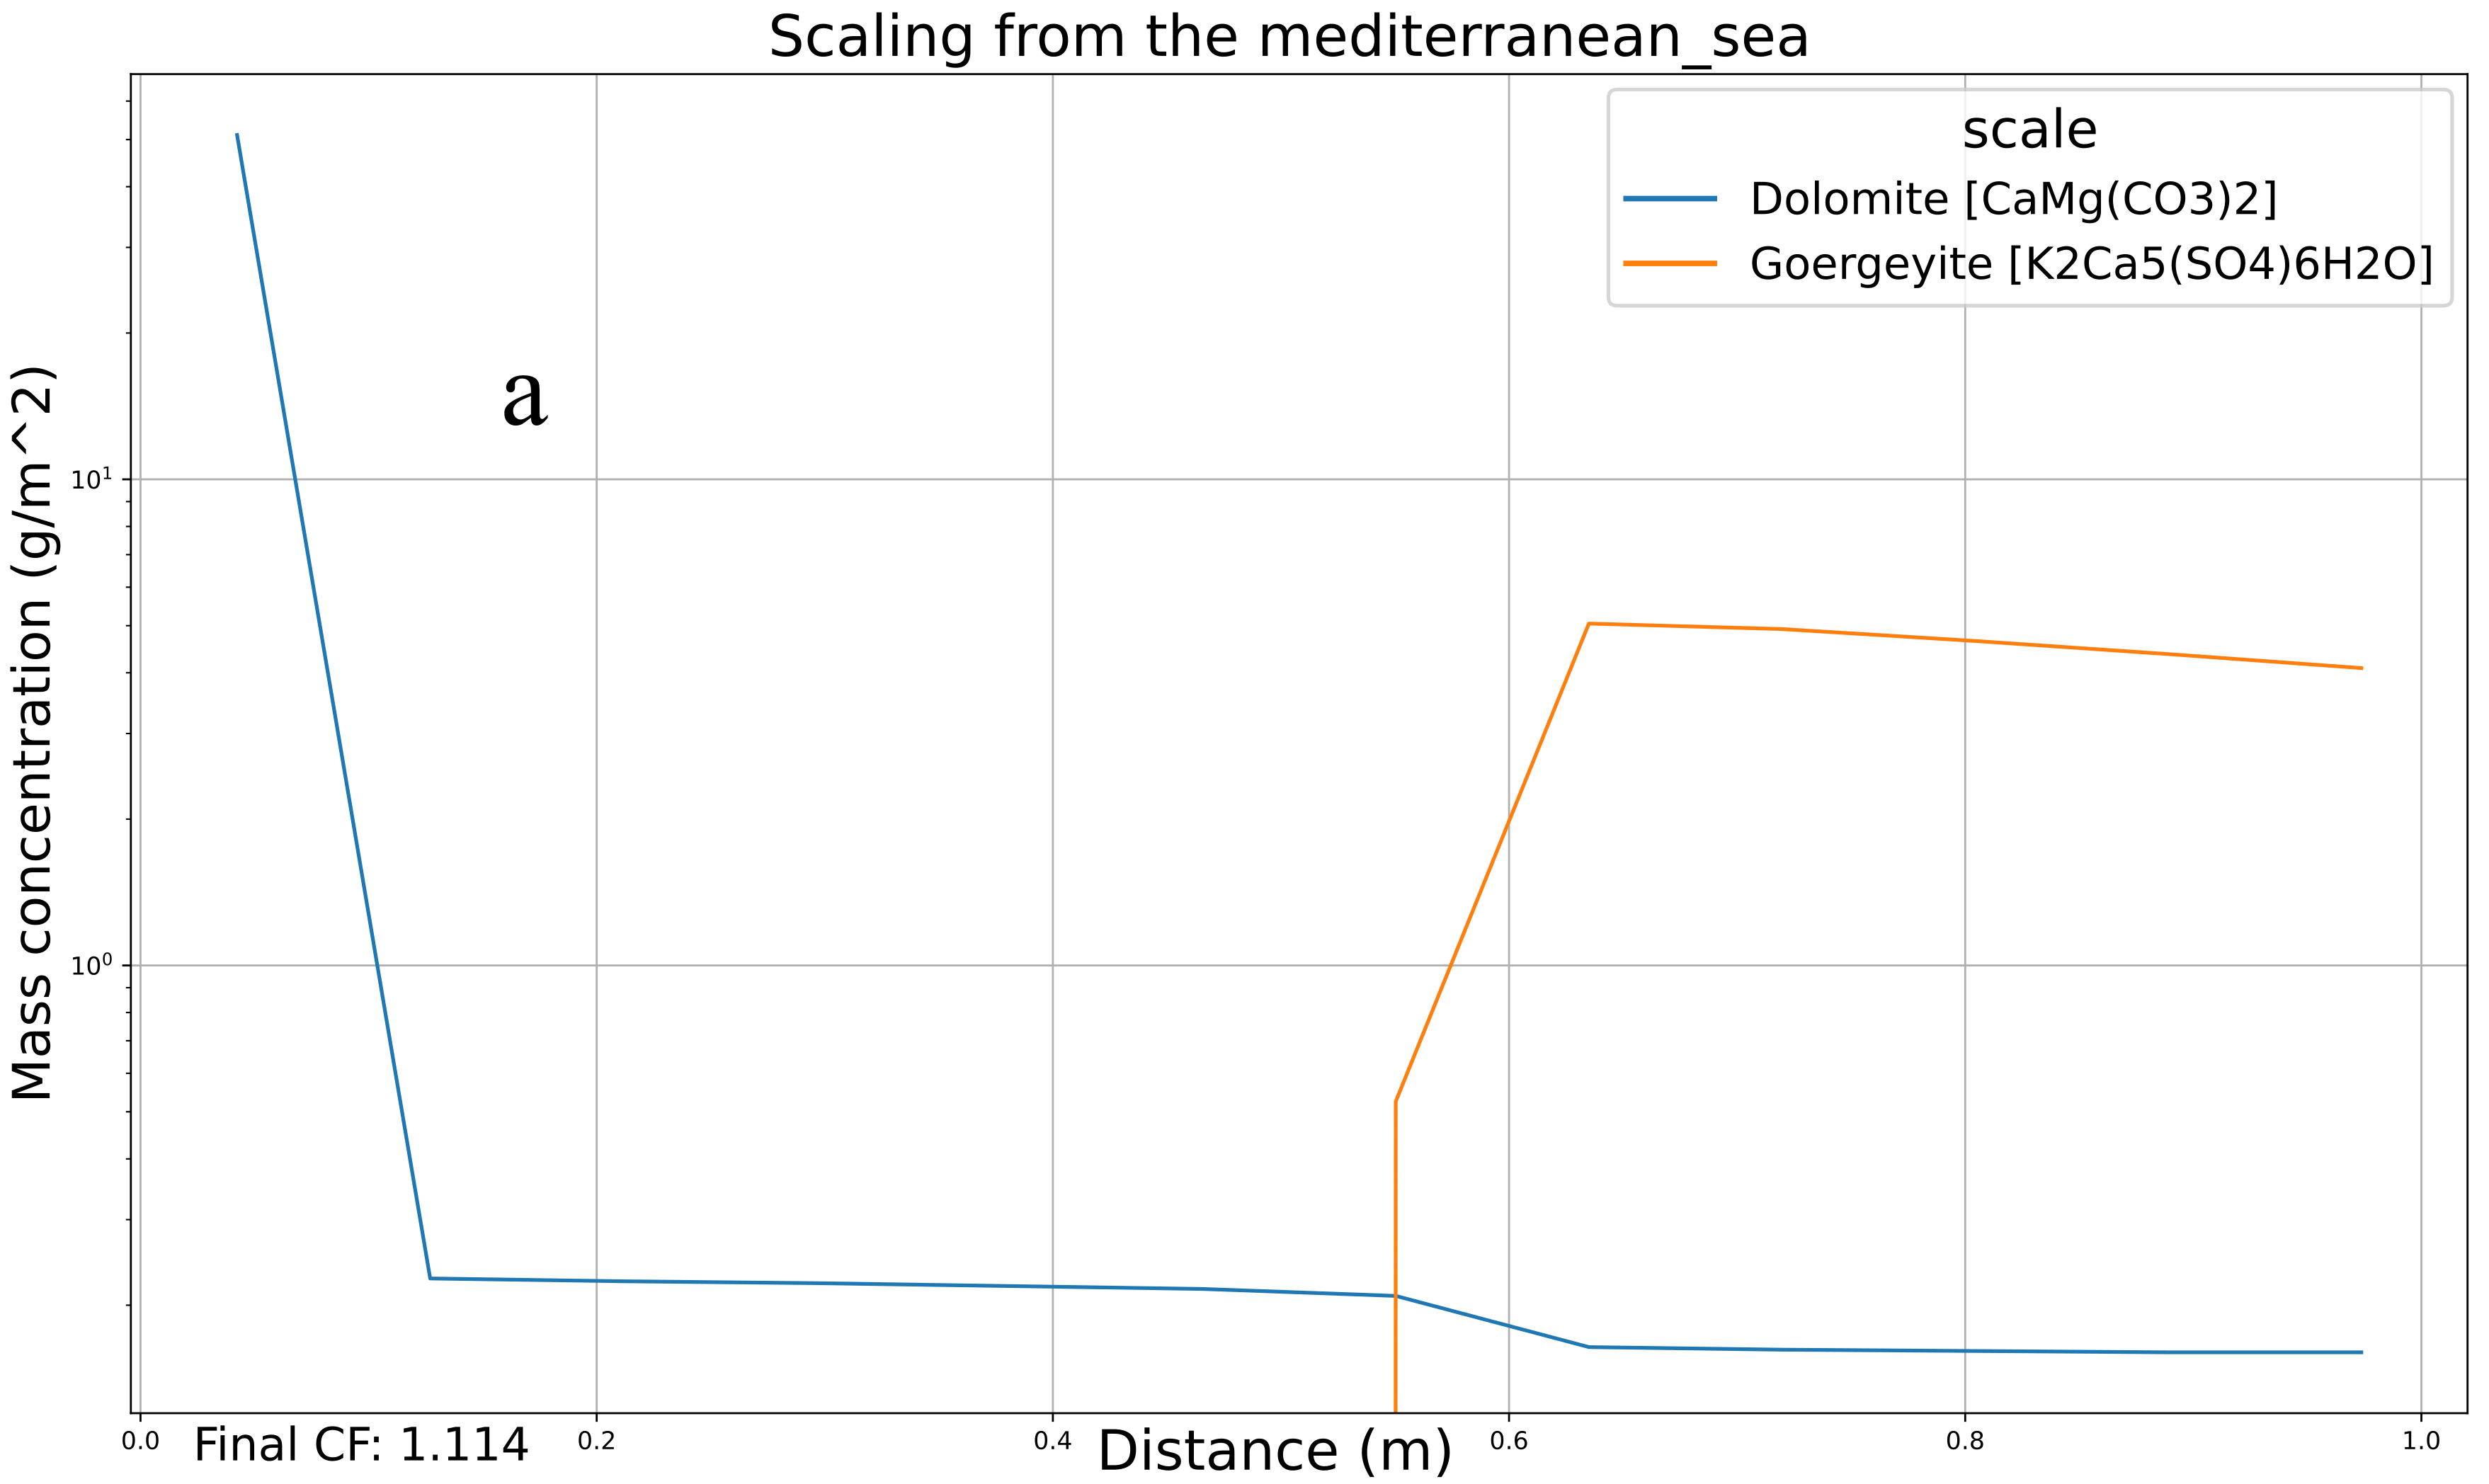 Scaling from the mediterranean_sea
scale
Dolomite [CaMg(CO3)2]
Goergeyite [K2Ca5(SO4)6H2O]
a
Mass concentration (g/m^2)
10¹
10⁰
0.0 0.2 0.4 0.6 0.8 1.0
Final CF: 1.114
Distance (m)